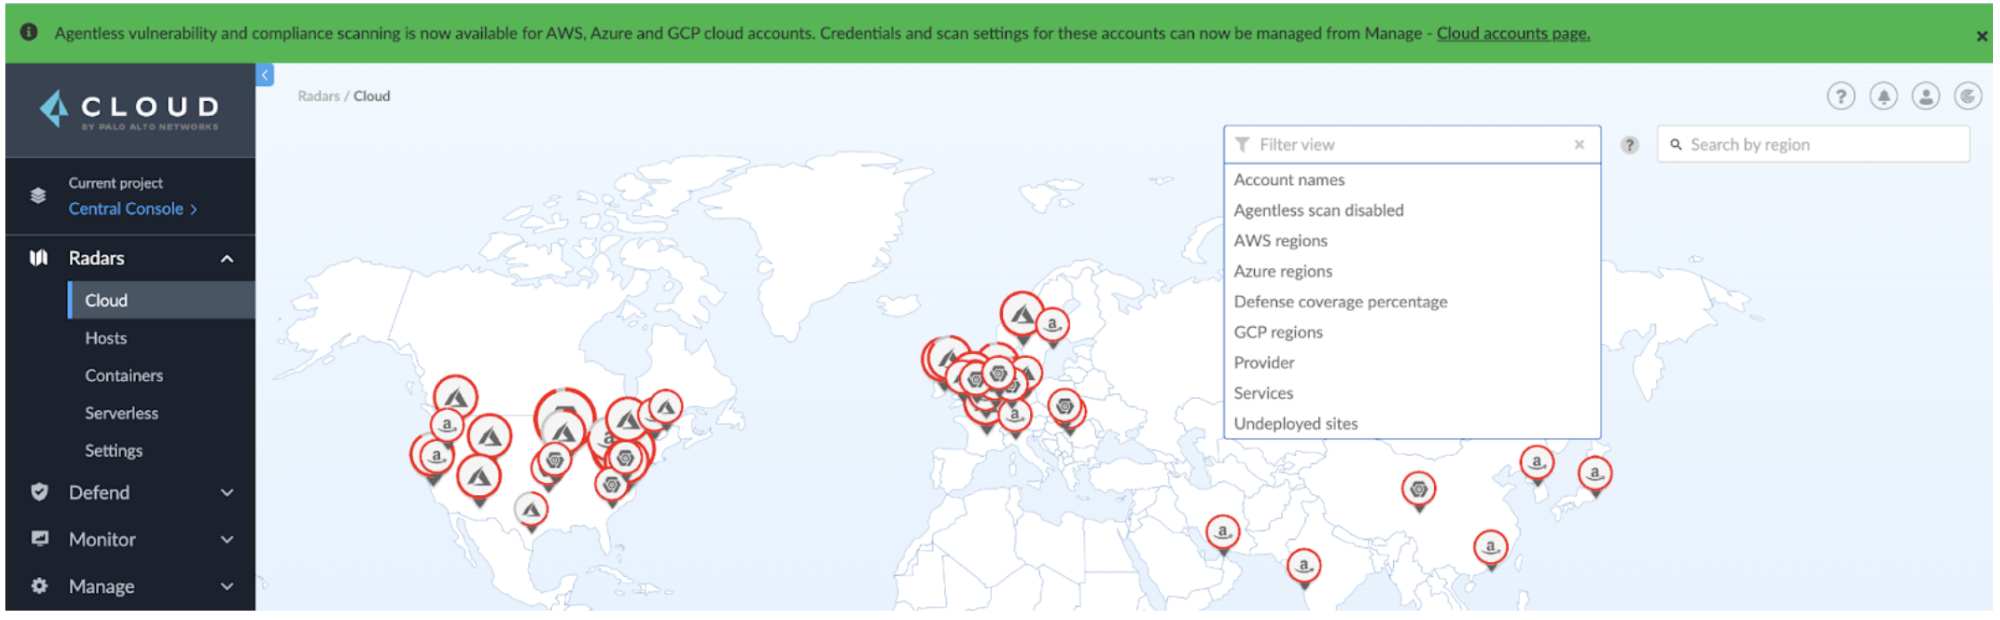 Agentless vulnerability and compliance scanning is now available for AWS, Azure and GCP cloud accounts. Credentials and scan settings for these accounts can now be managed from Manage - Cloud accounts page.
CLOUD
BY PALO ALTO NETWORKS
Radars / Cloud
Filter view
Search by region
Current project
Central Console >
Radars
Cloud
Hosts
Containers
Serverless
Settings
Defend
Monitor
Manage
Account names
Agentless scan disabled
AWS regions
Azure regions
Defense coverage percentage
GCP regions
Provider
Services
Undeployed sites